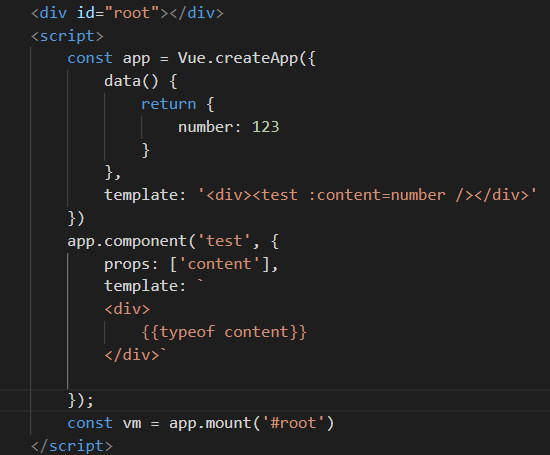 <div id="root"></div>
<script>
    const app = Vue.createApp({
        data() {
            return {
                number: 123
            }
        },
        template: '<div><test :content=number /></div>'
    })
    app.component('test', {
        props: ['content'],
        template: `
        <div>
            {{typeof content}}
        </div>`

    });
    const vm = app.mount('#root')
</script>